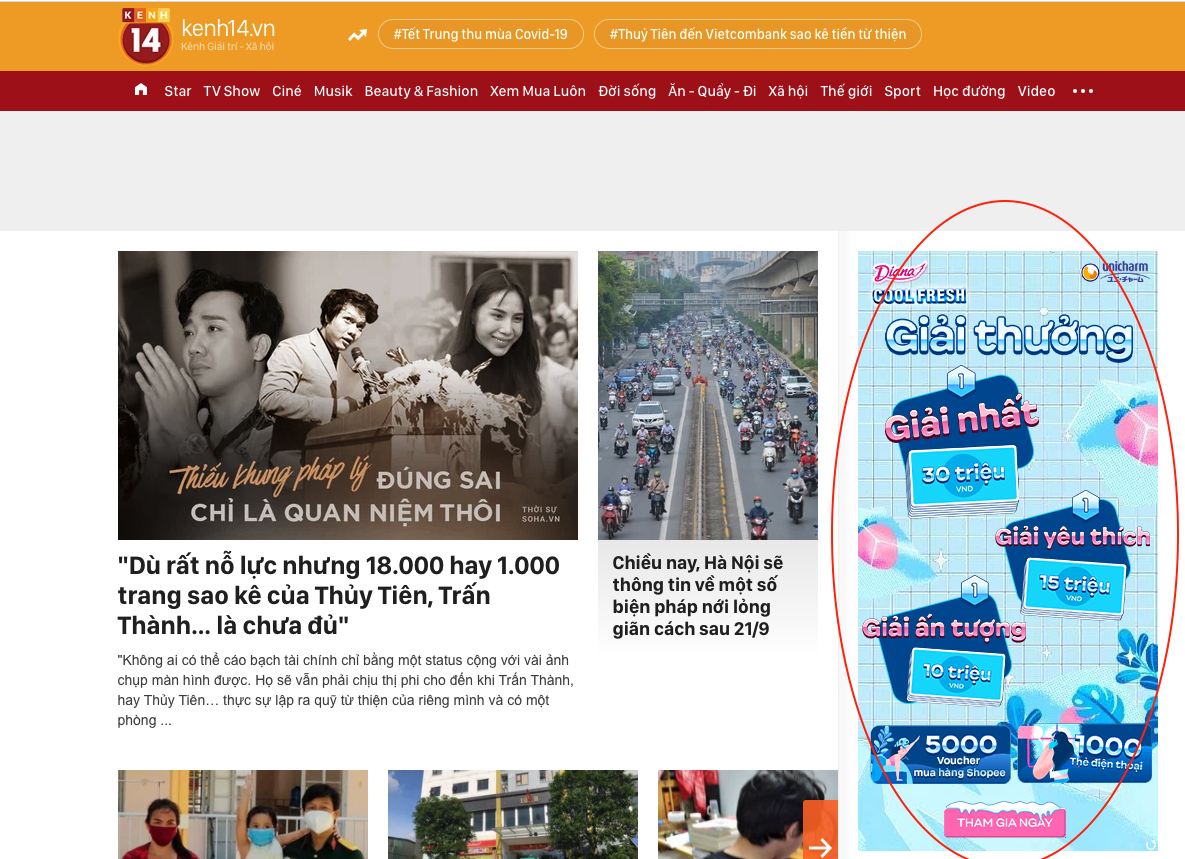 KENH
14
kenh14.vn
Kênh Giải trí - Xã hội
#Tết Trung thu mùa Covid-19
#Thuỷ Tiên đến Vietcombank sao kê tiền từ thiện
Star TV Show Ciné Musik Beauty & Fashion Xem Mua Luôn Đời sống Ăn - Quẩy - Đi Xã hội Thế giới Sport Học đường Video
Thiếu khung pháp lý ĐÚNG SAI
CHỈ LÀ QUAN NIỆM THÔI
THỜI SỰ
SOHA.VN
"Dù rất nỗ lực nhưng 18.000 hay 1.000
trang sao kê của Thủy Tiên, Trấn
Thành... là chưa đủ"
"Không ai có thể cáo bạch tài chính chỉ bằng một status cộng với vài ảnh
chụp màn hình được. Họ sẽ vẫn phải chịu thị phi cho đến khi Trấn Thành,
hay Thủy Tiên… thực sự lập ra quỹ từ thiện của riêng mình và có một
phòng ...
Chiều nay, Hà Nội sẽ
thông tin về một số
biện pháp nới lỏng
giãn cách sau 21/9
Diana
COOL FRESH
unicharm
ユニ・チャーム
Giải thưởng
1
Giải nhất
30 triệu
VND
1
Giải yêu thích
15 triệu
VND
1
Giải ấn tượng
10 triệu
VND
5000
Voucher
mua hàng Shopee
1000
Thẻ điện thoại
THAM GIA NGAY